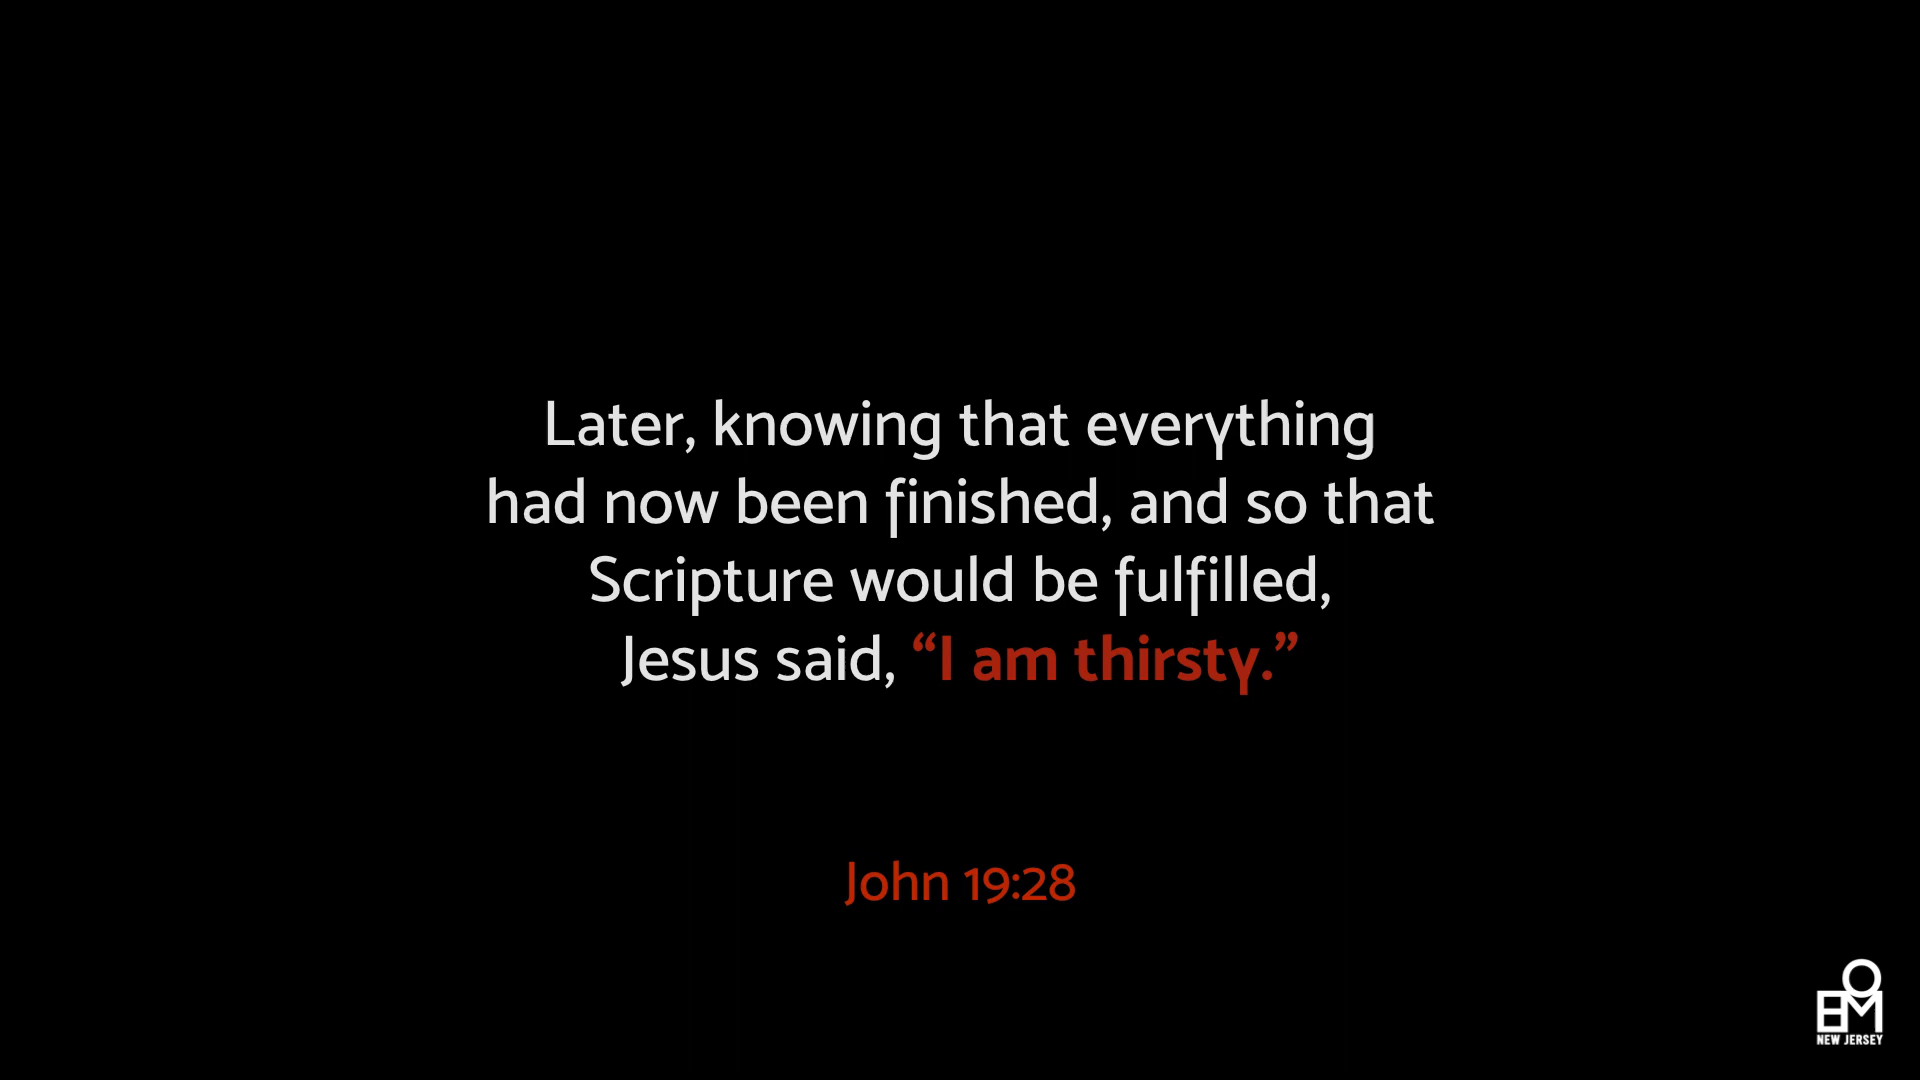 Later, knowing that everything
had now been finished, and so that
Scripture would be fulfilled,
Jesus said, “I am thirsty.”
John 19:28
EM
NEW JERSEY